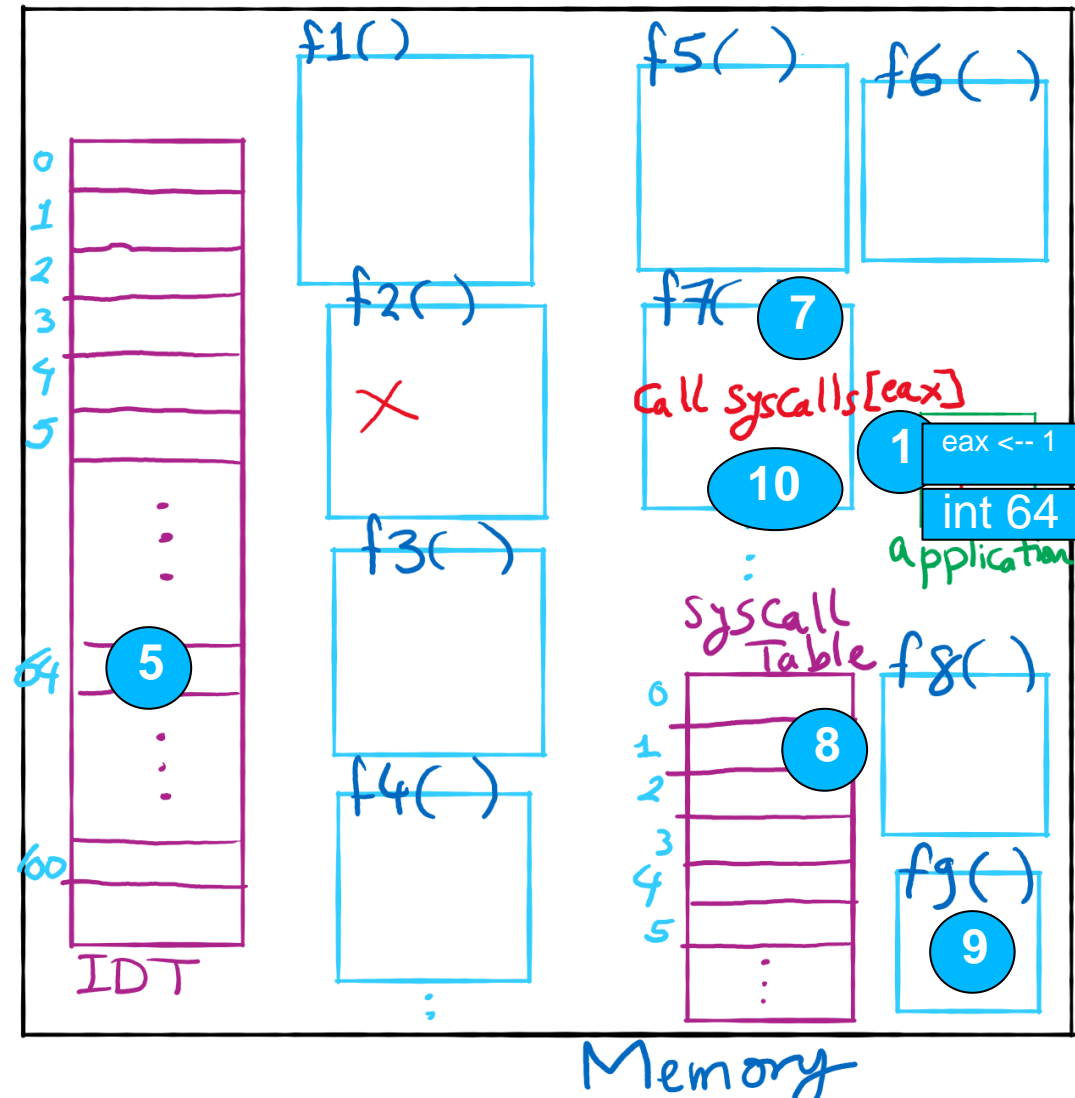 f1()
f5( )
f6( )
0
1
2
3
4
5
64
100
IDT
5
f2( )
X
f3( )
f4( )
f7(
7
Call Syscalls[eax]
10
1
eax <-- 1
int 64
application
Syscall
Table
0
1
2
3
4
5
8
f8( )
f9( )
9
Memory